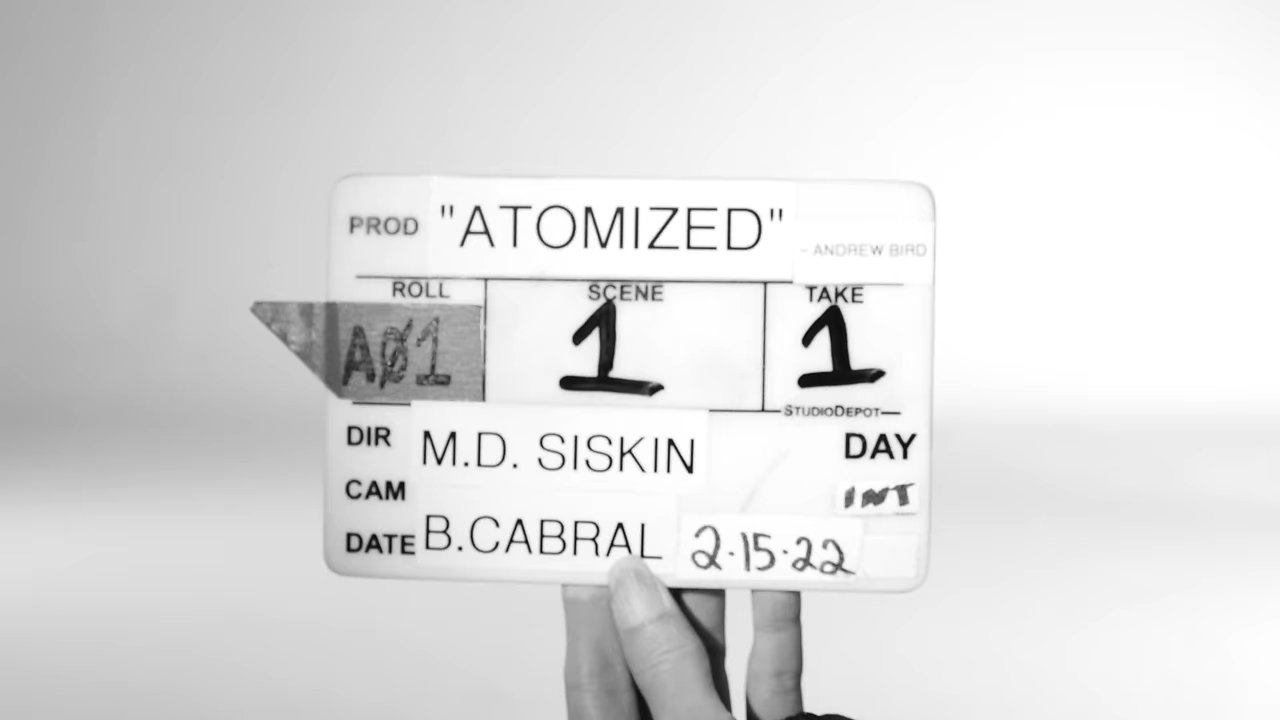 PROD "ATOMIZED" - ANDREW BIRD
ROLL SCENE TAKE
AØ1 1 1
STUDIODEPOT
DIR M.D. SISKIN DAY
CAM INT
DATE B.CABRAL 2·15·22